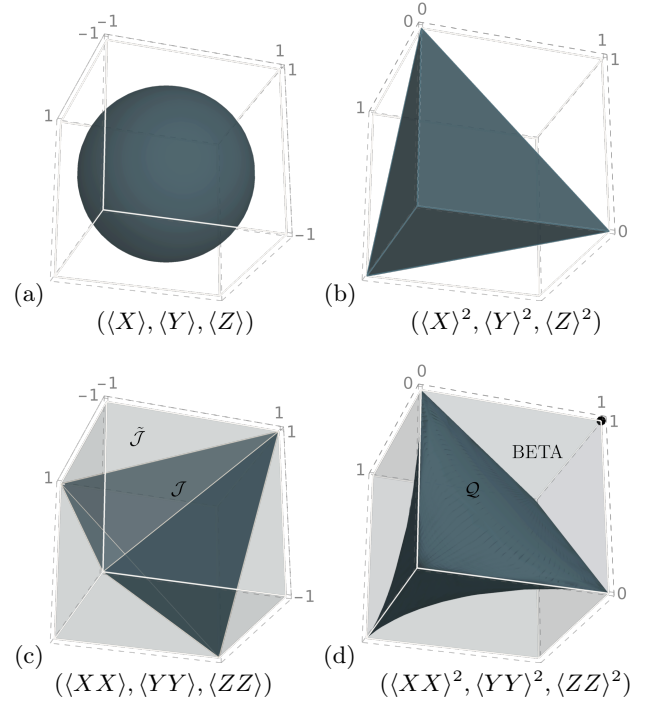 -1 -1
1
1
1
-1
(a)
(⟨X⟩, ⟨Y⟩, ⟨Z⟩)
0
0
1
1
1
0
(b)
(⟨X⟩², ⟨Y⟩², ⟨Z⟩²)
-1 -1
1
1
1
-1
𝒥̃
𝒥
(c)
(⟨XX⟩, ⟨YY⟩, ⟨ZZ⟩)
0
0
1
1
1
0
BETA
𝒬
(d)
(⟨XX⟩², ⟨YY⟩², ⟨ZZ⟩²)